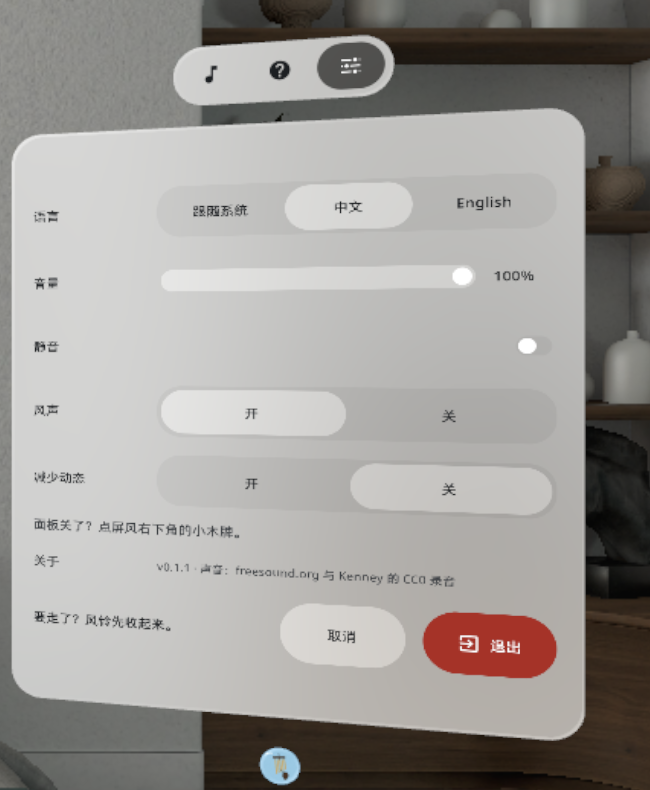 语言 跟随系统 中文 English
音量 100%
静音
风声 开 关
减少动态 开 关
面板关了？点屏风右下角的小木牌。
关于 v0.1.1 · 声音：freesound.org 与 Kenney 的 CC0 录音
要走了？风铃先收起来。 取消 退出